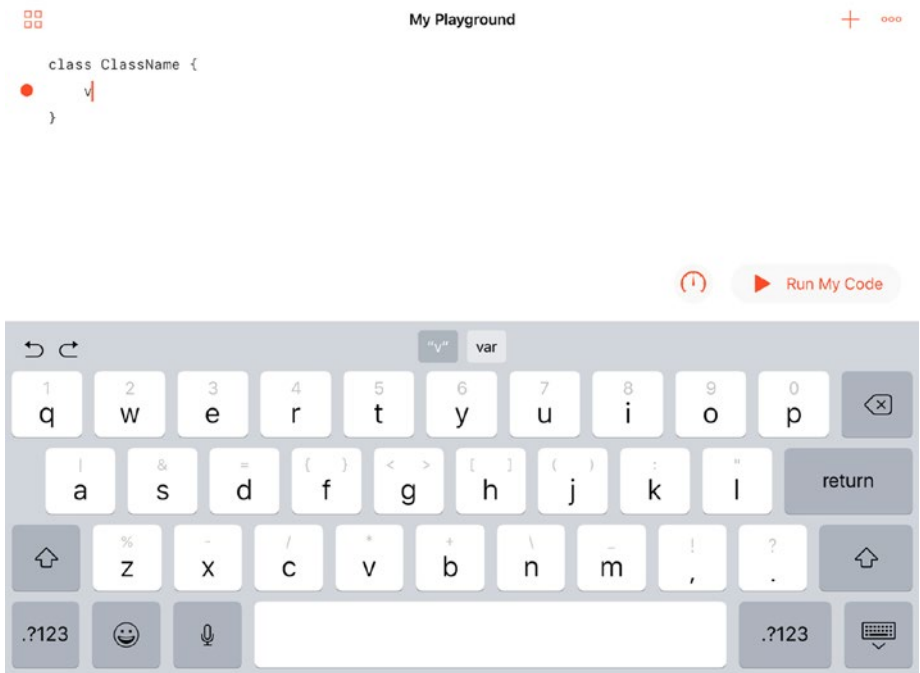 My Playground
class ClassName {
v
}
Run My Code
"v" var
1 2 3 4 5 6 7 8 9 0
q w e r t y u i o p
| & = { } < > [ ] ( ) : "
a s d f g h j k l return
% - / * + \ _ ! ?
z x c v b n m , .
.?123 .?123